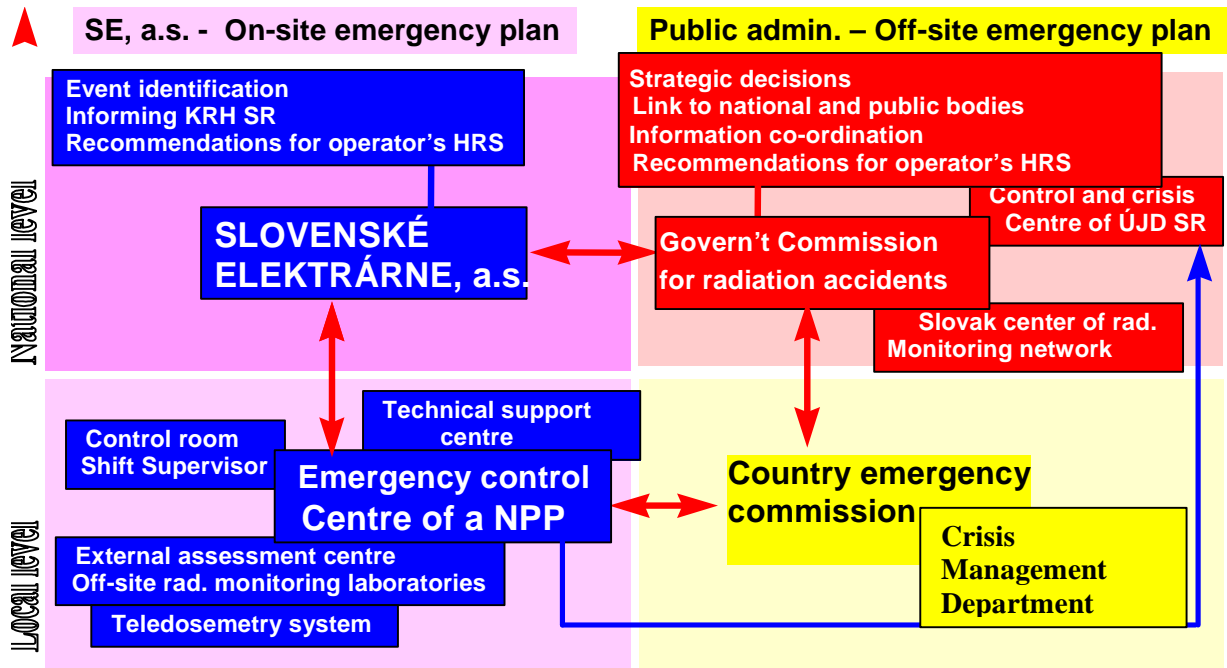 SE, a.s. - On-site emergency plan
Public admin. – Off-site emergency plan
National level
Event identification
Informing KRH SR
Recommendations for operator's HRS
Strategic decisions
Link to national and public bodies
Information co-ordination
Recommendations for operator's HRS
SLOVENSKÉ
ELEKTRÁRNE, a.s.
Control and crisis
Centre of ÚJD SR
Govern't Commission
for radiation accidents
Slovak center of rad.
Monitoring network
Local level
Technical support
centre
Control room
Shift Supervisor
Emergency control
Centre of a NPP
External assessment centre
Off-site rad. monitoring laboratories
Teledosemetry system
Country emergency
commission
Crisis
Management
Department